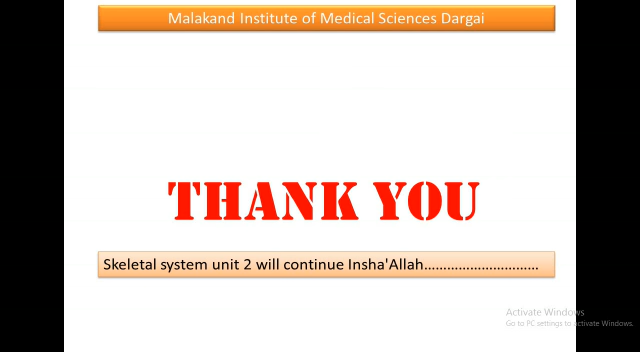 Malakand Institute of Medical Sciences Dargai
THANK YOU
Skeletal system unit 2 will continue Insha'Allah…………………………
Activate Windows
Go to PC settings to activate Windows.